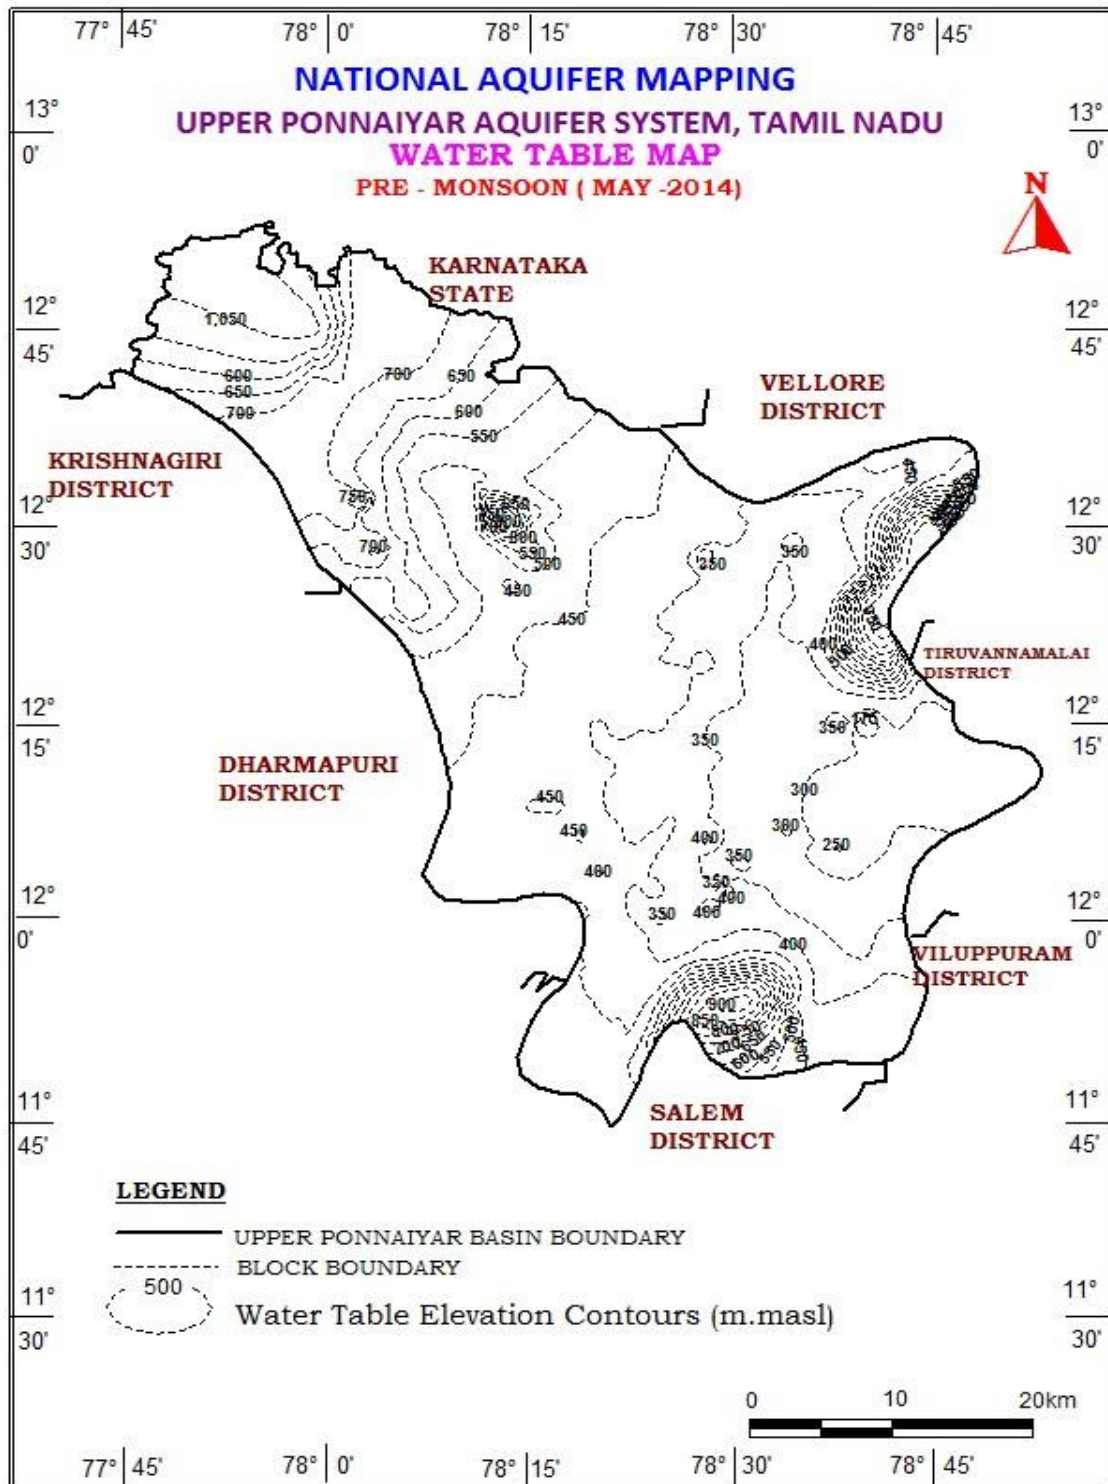 77° 45' 78° 0' 78° 15' 78° 30' 78° 45'
NATIONAL AQUIFER MAPPING
UPPER PONNAIYAR AQUIFER SYSTEM, TAMIL NADU
WATER TABLE MAP
PRE - MONSOON ( MAY -2014)
13° 13°
0' 0'
N
KARNATAKA
STATE
12° 12°
45' 45'
1,050
600
650
700
700 650
600
550
VELLORE
DISTRICT
KRISHNAGIRI
DISTRICT
750
12° 12°
30' 30'
700
500
450
450
350
350
400
500
TIRUVANNAMALAI
DISTRICT
12° 12°
15' 15'
350
350
DHARMAPURI
DISTRICT
300
450
450
300
250
400
350
400
350
400
350
400
12° 12°
0' 0'
400
VILUPPURAM
DISTRICT
900
850
700
600
550
500
SALEM
DISTRICT
11° 11°
45' 45'
LEGEND
UPPER PONNAIYAR BASIN BOUNDARY
BLOCK BOUNDARY
500
Water Table Elevation Contours (m.masl)
11° 11°
30' 30'
0 10 20km
77° 45' 78° 0' 78° 15' 78° 30' 78° 45'